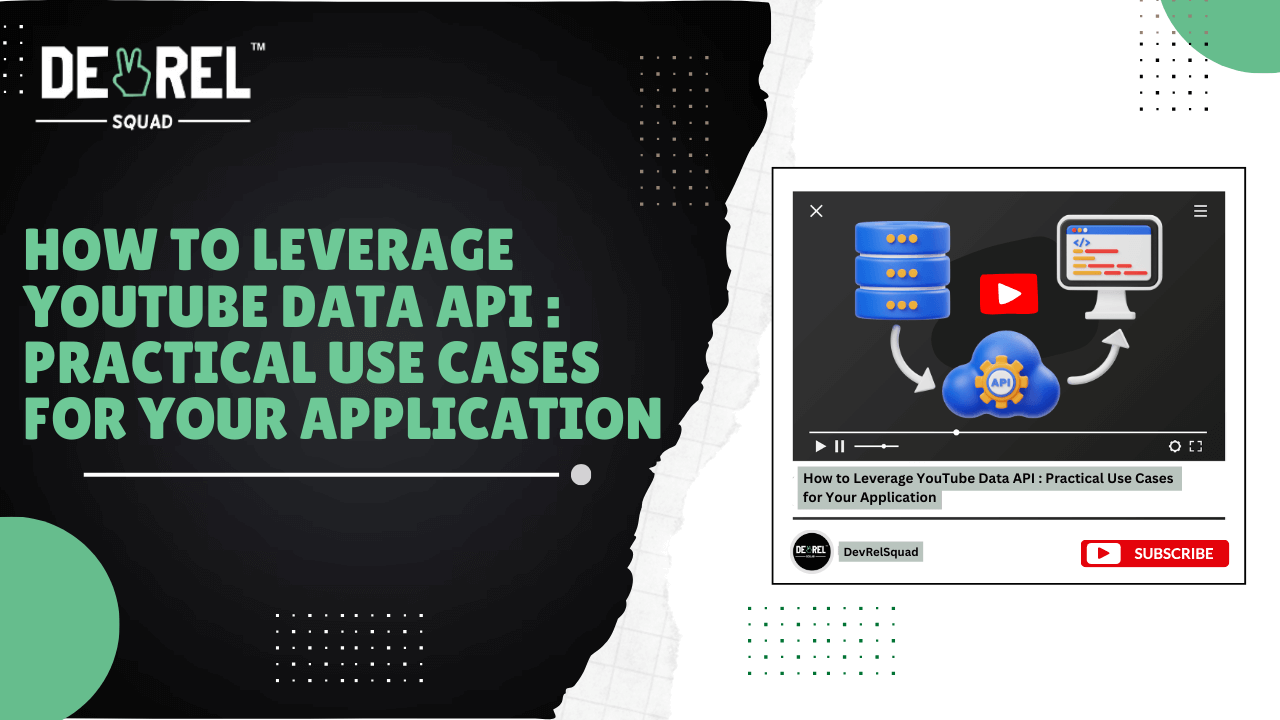 DEVREL™
SQUAD
HOW TO LEVERAGE
YOUTUBE DATA API :
PRACTICAL USE CASES
FOR YOUR APPLICATION
</>
API
How to Leverage YouTube Data API : Practical Use Cases
for Your Application
DEVREL
DevRelSquad
SUBSCRIBE